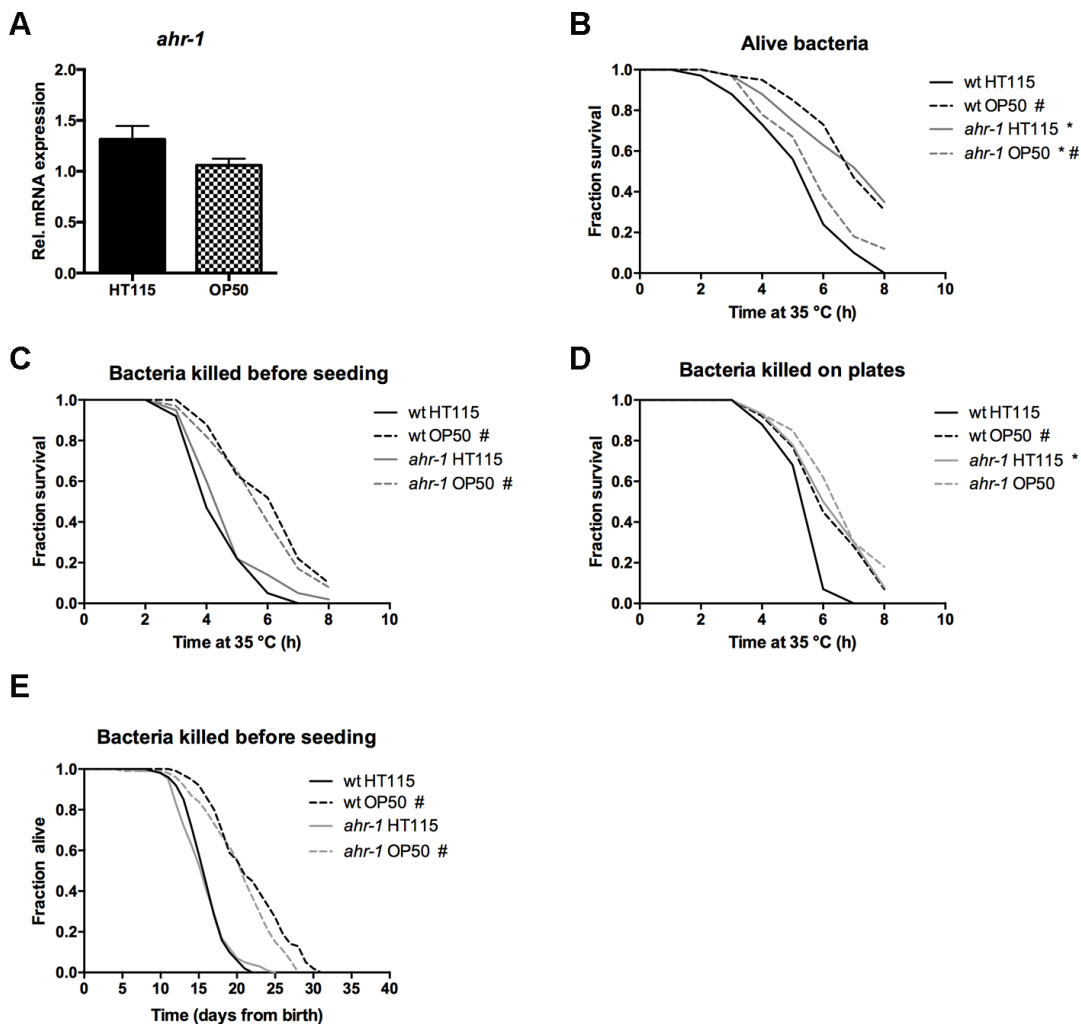 A
ahr-1
Rel. mRNA expression
2.0
1.5
1.0
0.5
0.0
HT115
OP50
B
Alive bacteria
Fraction survival
1.0
0.8
0.6
0.4
0.2
0.0
0
2
4
6
8
10
Time at 35 °C (h)
wt HT115
wt OP50 #
ahr-1 HT115 *
ahr-1 OP50 * #
C
Bacteria killed before seeding
Fraction survival
1.0
0.8
0.6
0.4
0.2
0.0
0
2
4
6
8
10
Time at 35 °C (h)
wt HT115
wt OP50 #
ahr-1 HT115
ahr-1 OP50 #
D
Bacteria killed on plates
Fraction survival
1.0
0.8
0.6
0.4
0.2
0.0
0
2
4
6
8
10
Time at 35 °C (h)
wt HT115
wt OP50 #
ahr-1 HT115 *
ahr-1 OP50
E
Bacteria killed before seeding
Fraction alive
1.0
0.8
0.6
0.4
0.2
0.0
0
5
10
15
20
25
30
35
40
Time (days from birth)
wt HT115
wt OP50 #
ahr-1 HT115
ahr-1 OP50 #